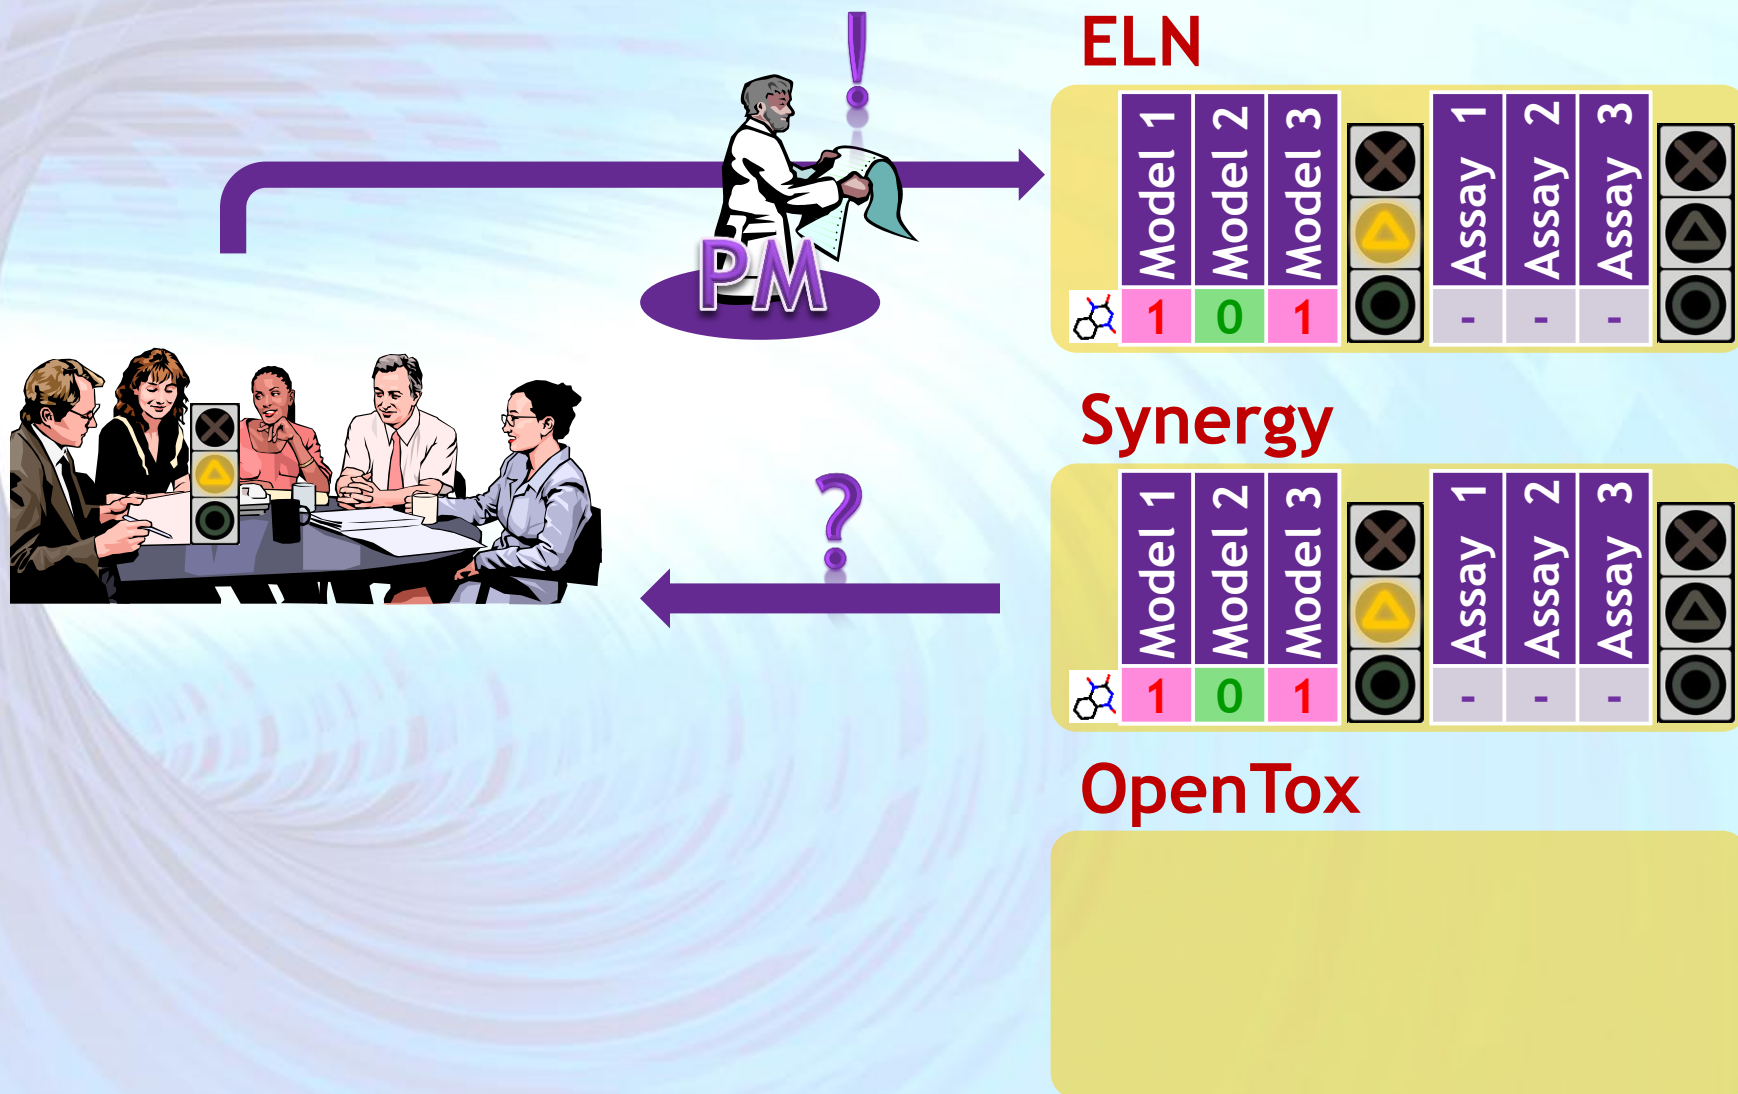 !
ELN
Model 1
Model 2
Model 3
Assay 1
Assay 2
Assay 3
1 0 1 - - -
PM
Synergy
?
Model 1
Model 2
Model 3
Assay 1
Assay 2
Assay 3
1 0 1 - - -
OpenTox